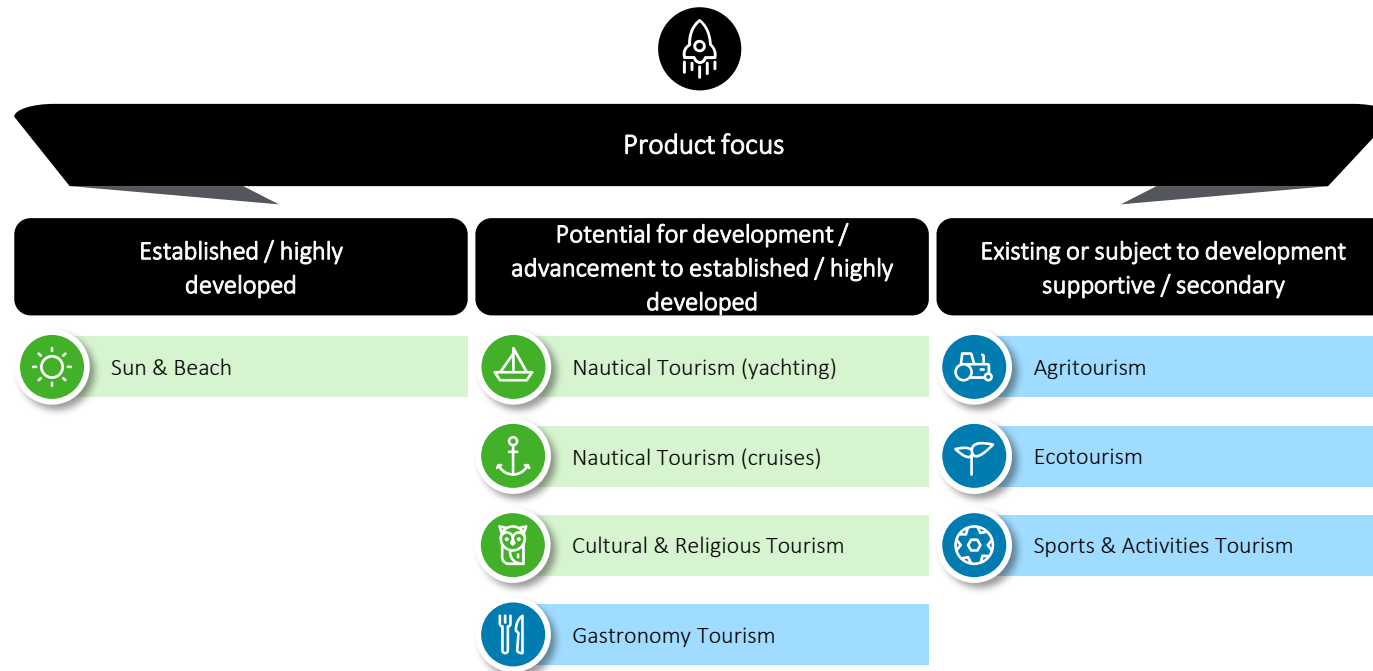 Product focus
Established / highly
developed
Potential for development /
advancement to established / highly
developed
Existing or subject to development
supportive / secondary
Sun & Beach
Nautical Tourism (yachting)
Nautical Tourism (cruises)
Cultural & Religious Tourism
Gastronomy Tourism
Agritourism
Ecotourism
Sports & Activities Tourism